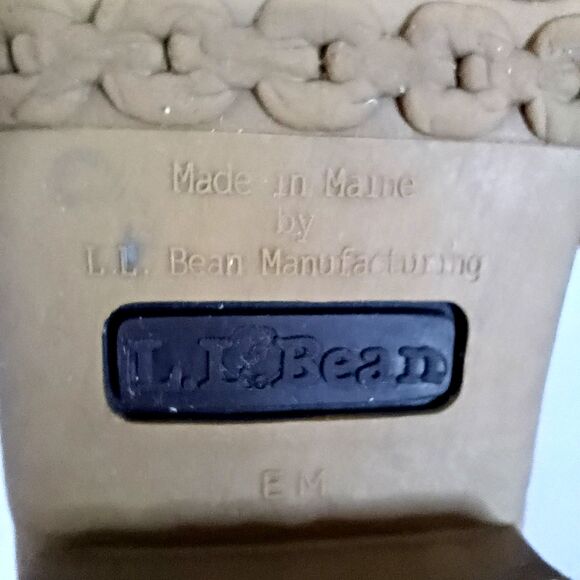 Made in Maine
by
L.L. Bean Manufacturing
L.L.Bean
EM